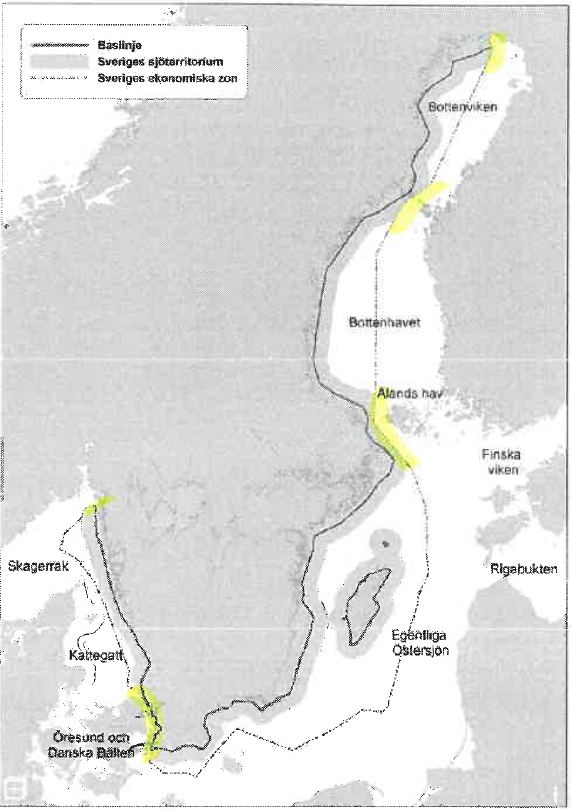 Baslinje
Sveriges sjöterritorium
Sveriges ekonomiska zon
Bottenviken
Bottenhavet
Ålands hav
Finska
viken
Skagerrak
Rigabukten
Egentliga
Östersjön
Kattegatt
Öresund och
Danska Bälten